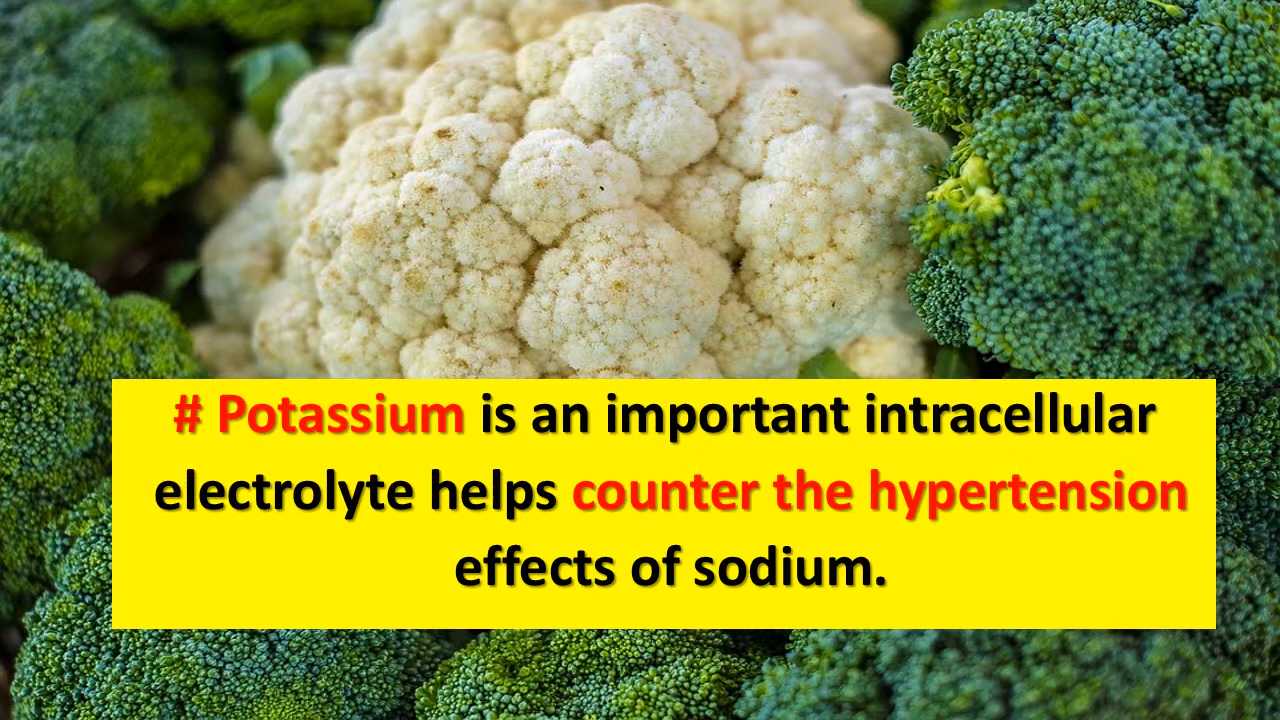 # Potassium is an important intracellular
electrolyte helps counter the hypertension
effects of sodium.